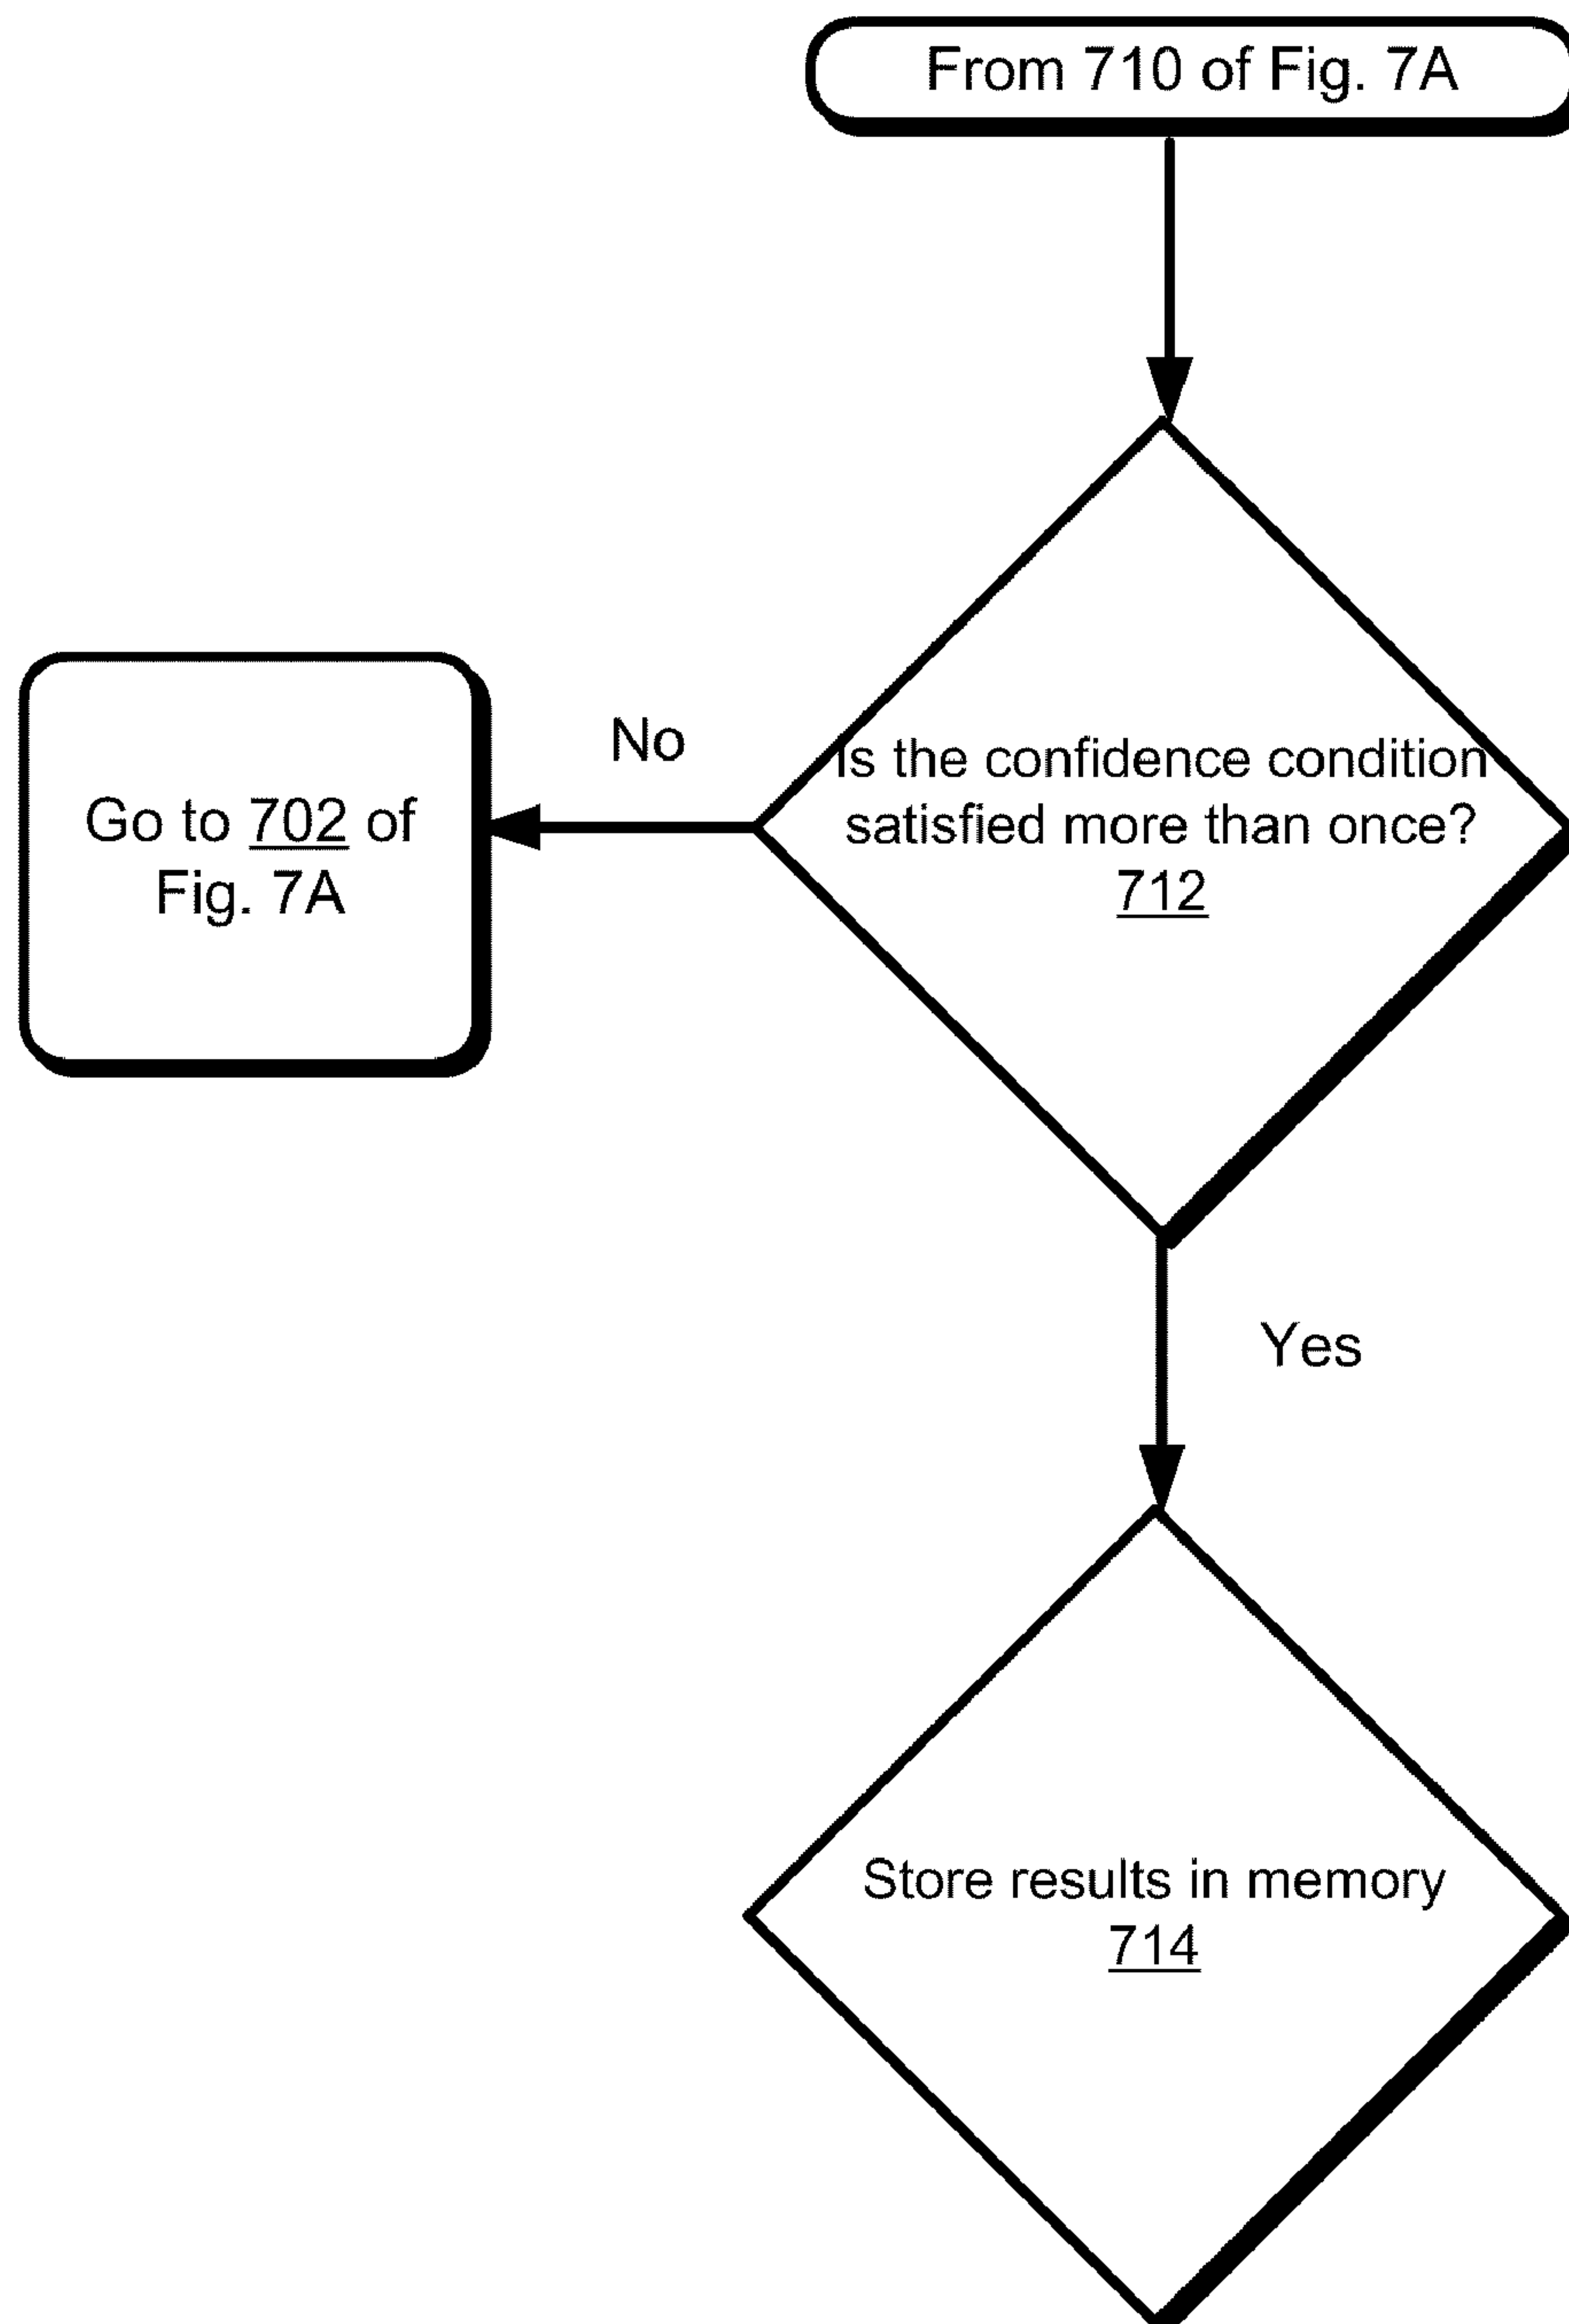 From 710 of Fig. 7A
Is the confidence condition
satisfied more than once?
712
No
Go to 702 of
Fig. 7A
Yes
Store results in memory
714